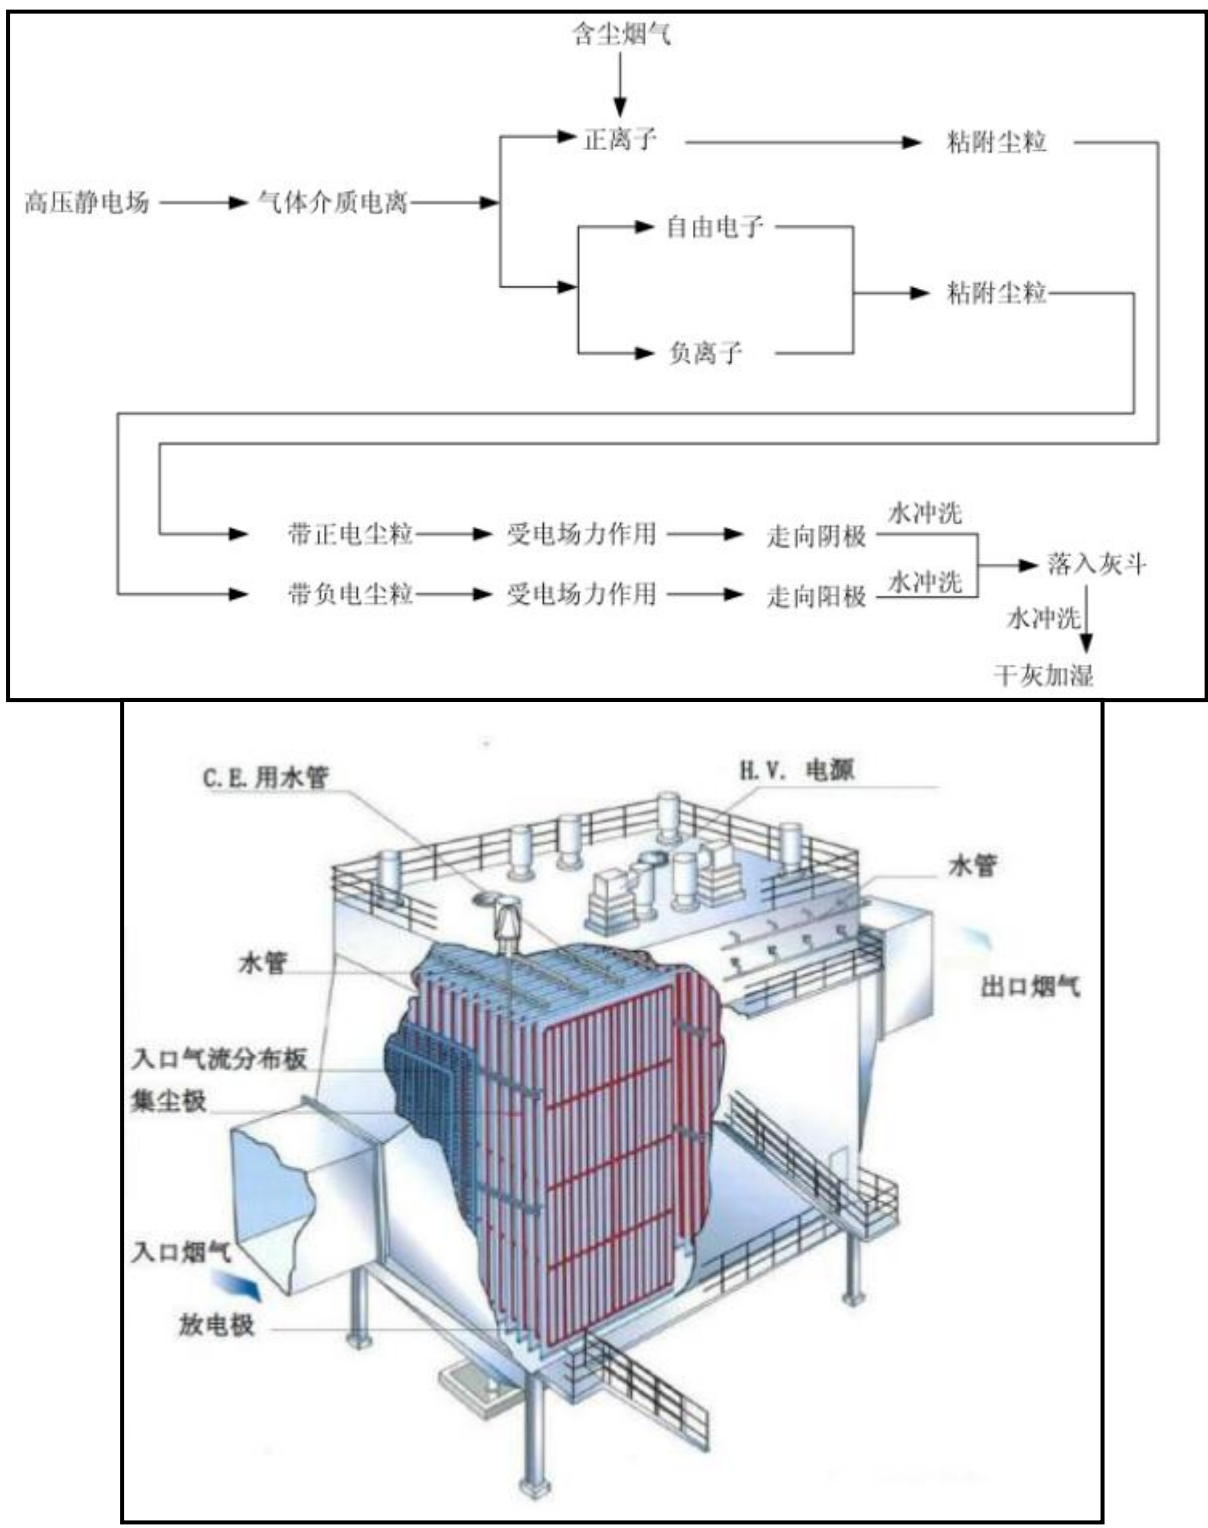 含尘烟气
正离子
粘附尘粒
高压静电场
气体介质电离
自由电子
粘附尘粒
负离子
水冲洗
带正电尘粒
受电场力作用
走向阴极
落入灰斗
带负电尘粒
受电场力作用
走向阳极
水冲洗
水冲洗
干灰加湿
C.E.用水管
H.V. 电源
水管
水管
出口烟气
入口气流分布板
集尘极
入口烟气
放电极